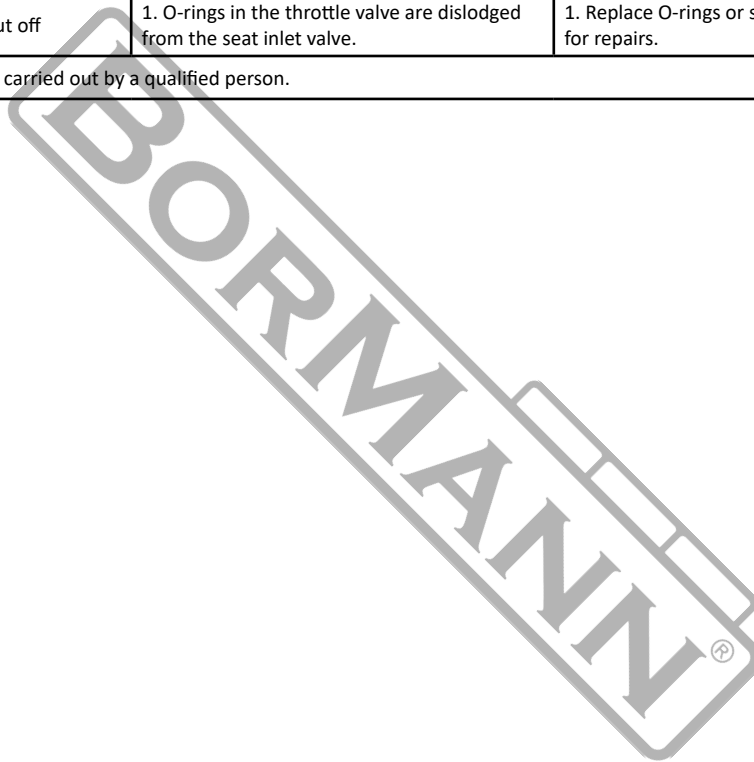 ut off
1. O-rings in the throttle valve are dislodged
from the seat inlet valve.
1. Replace O-rings or s
for repairs.
carried out by a qualified person.
BORMANN®